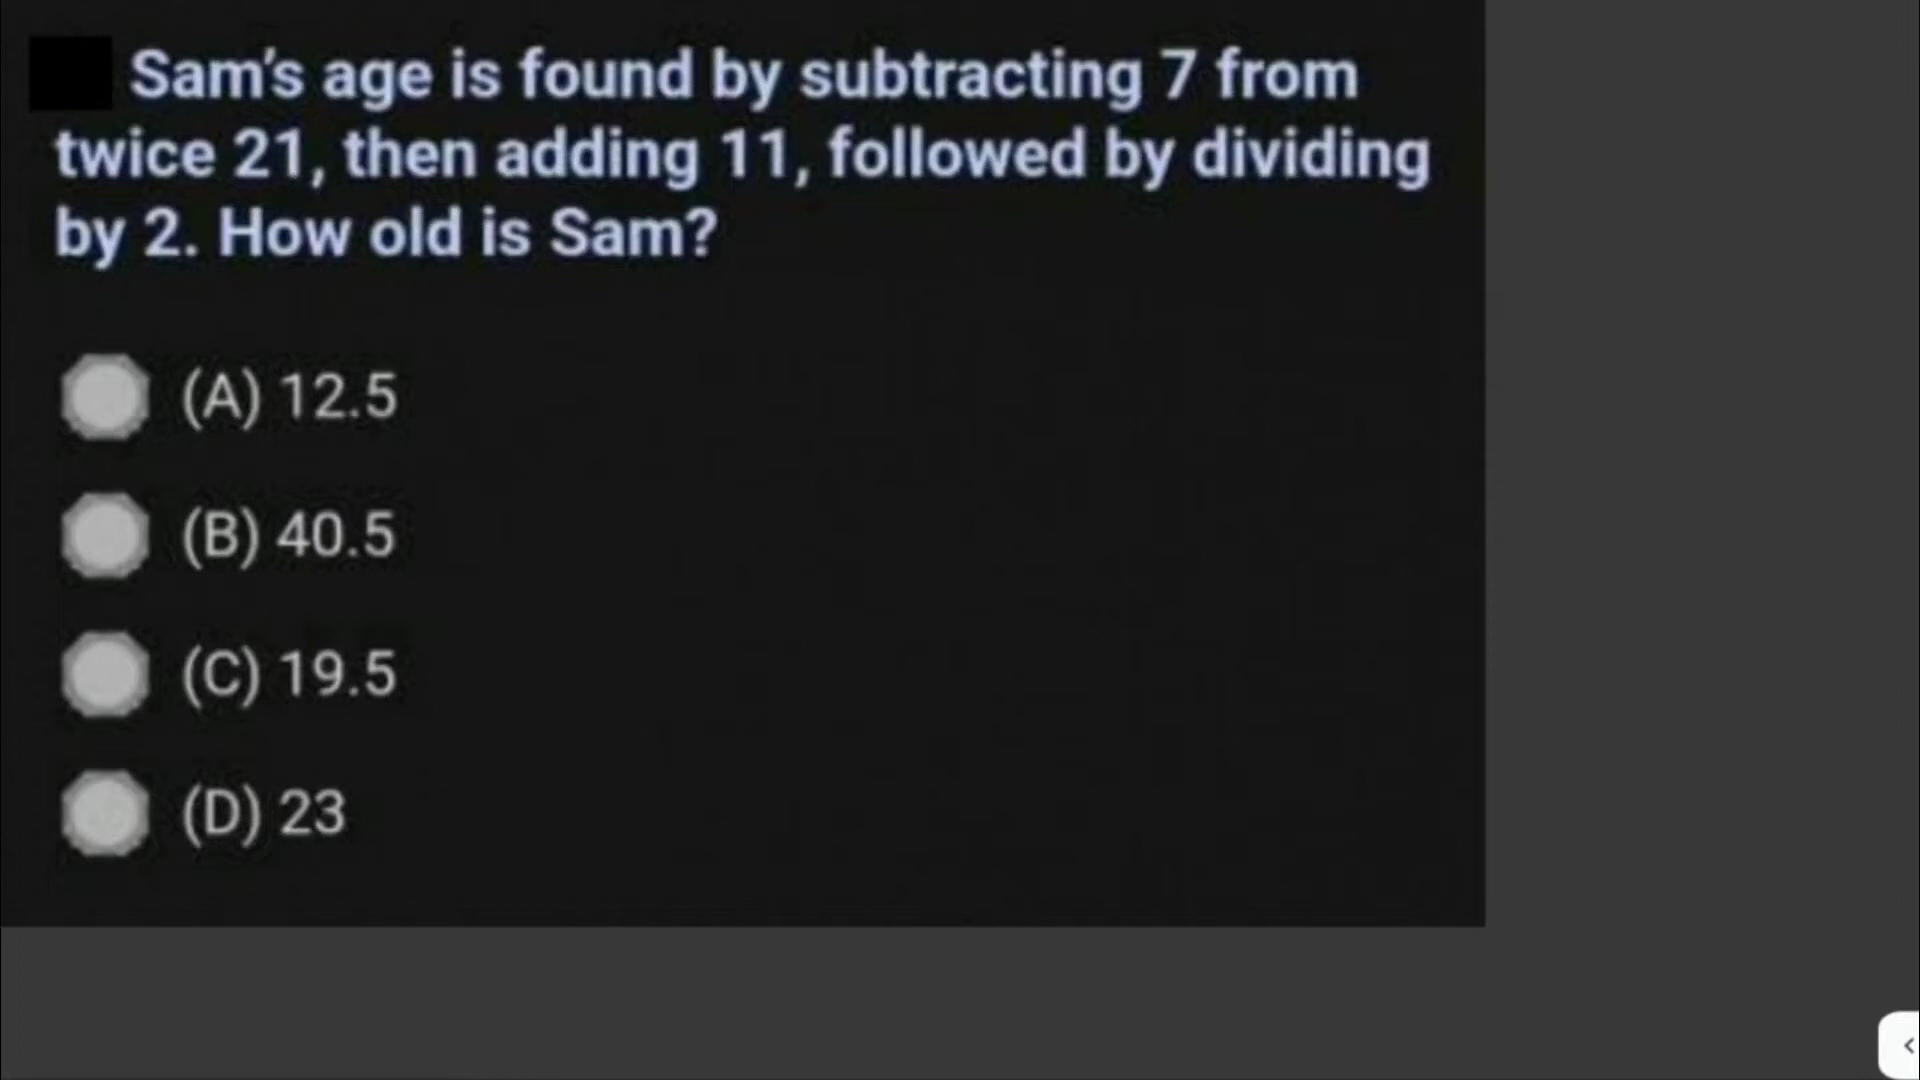 Sam's age is found by subtracting 7 from
twice 21, then adding 11, followed by dividing
by 2. How old is Sam?
(A) 12.5
(B) 40.5
(C) 19.5
(D) 23
<